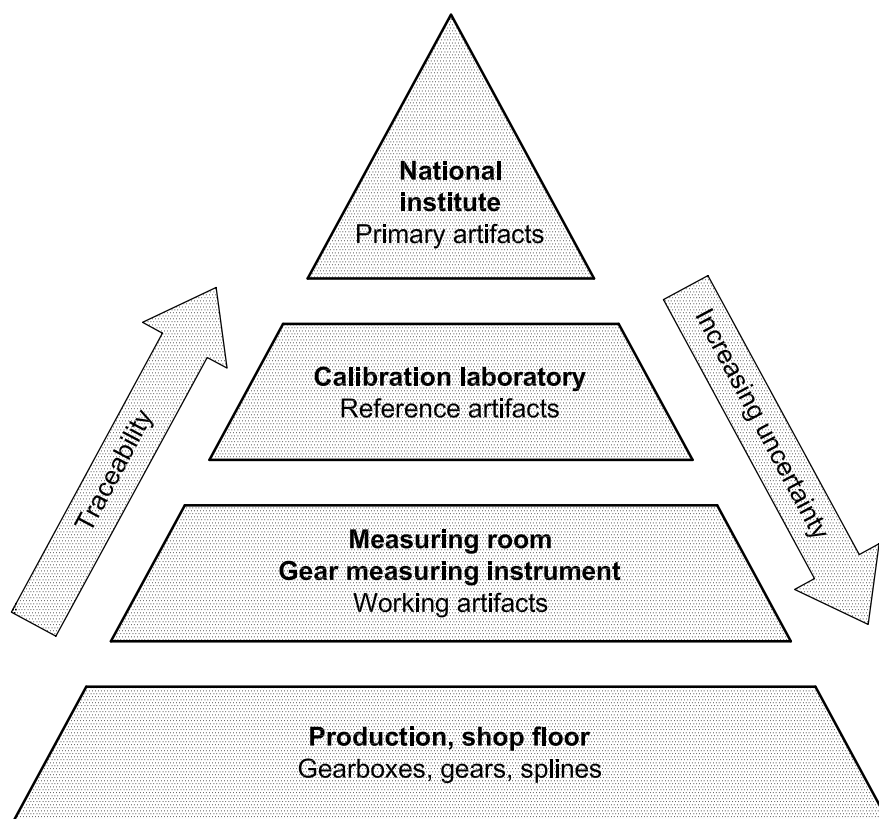 National
institute
Primary artifacts
Traceability
Increasing uncertainty
Calibration laboratory
Reference artifacts
Measuring room
Gear measuring instrument
Working artifacts
Production, shop floor
Gearboxes, gears, splines